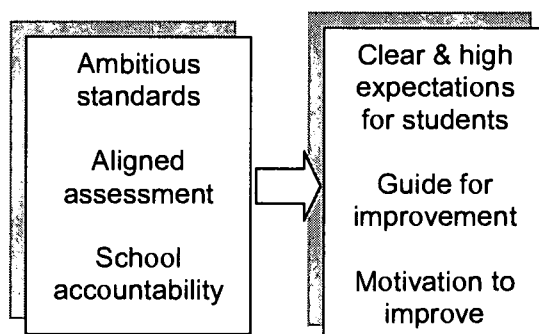 Ambitious
standards
Aligned
assessment
School
accountability
Clear & high
expectations
for students
Guide for
improvement
Motivation to
improve